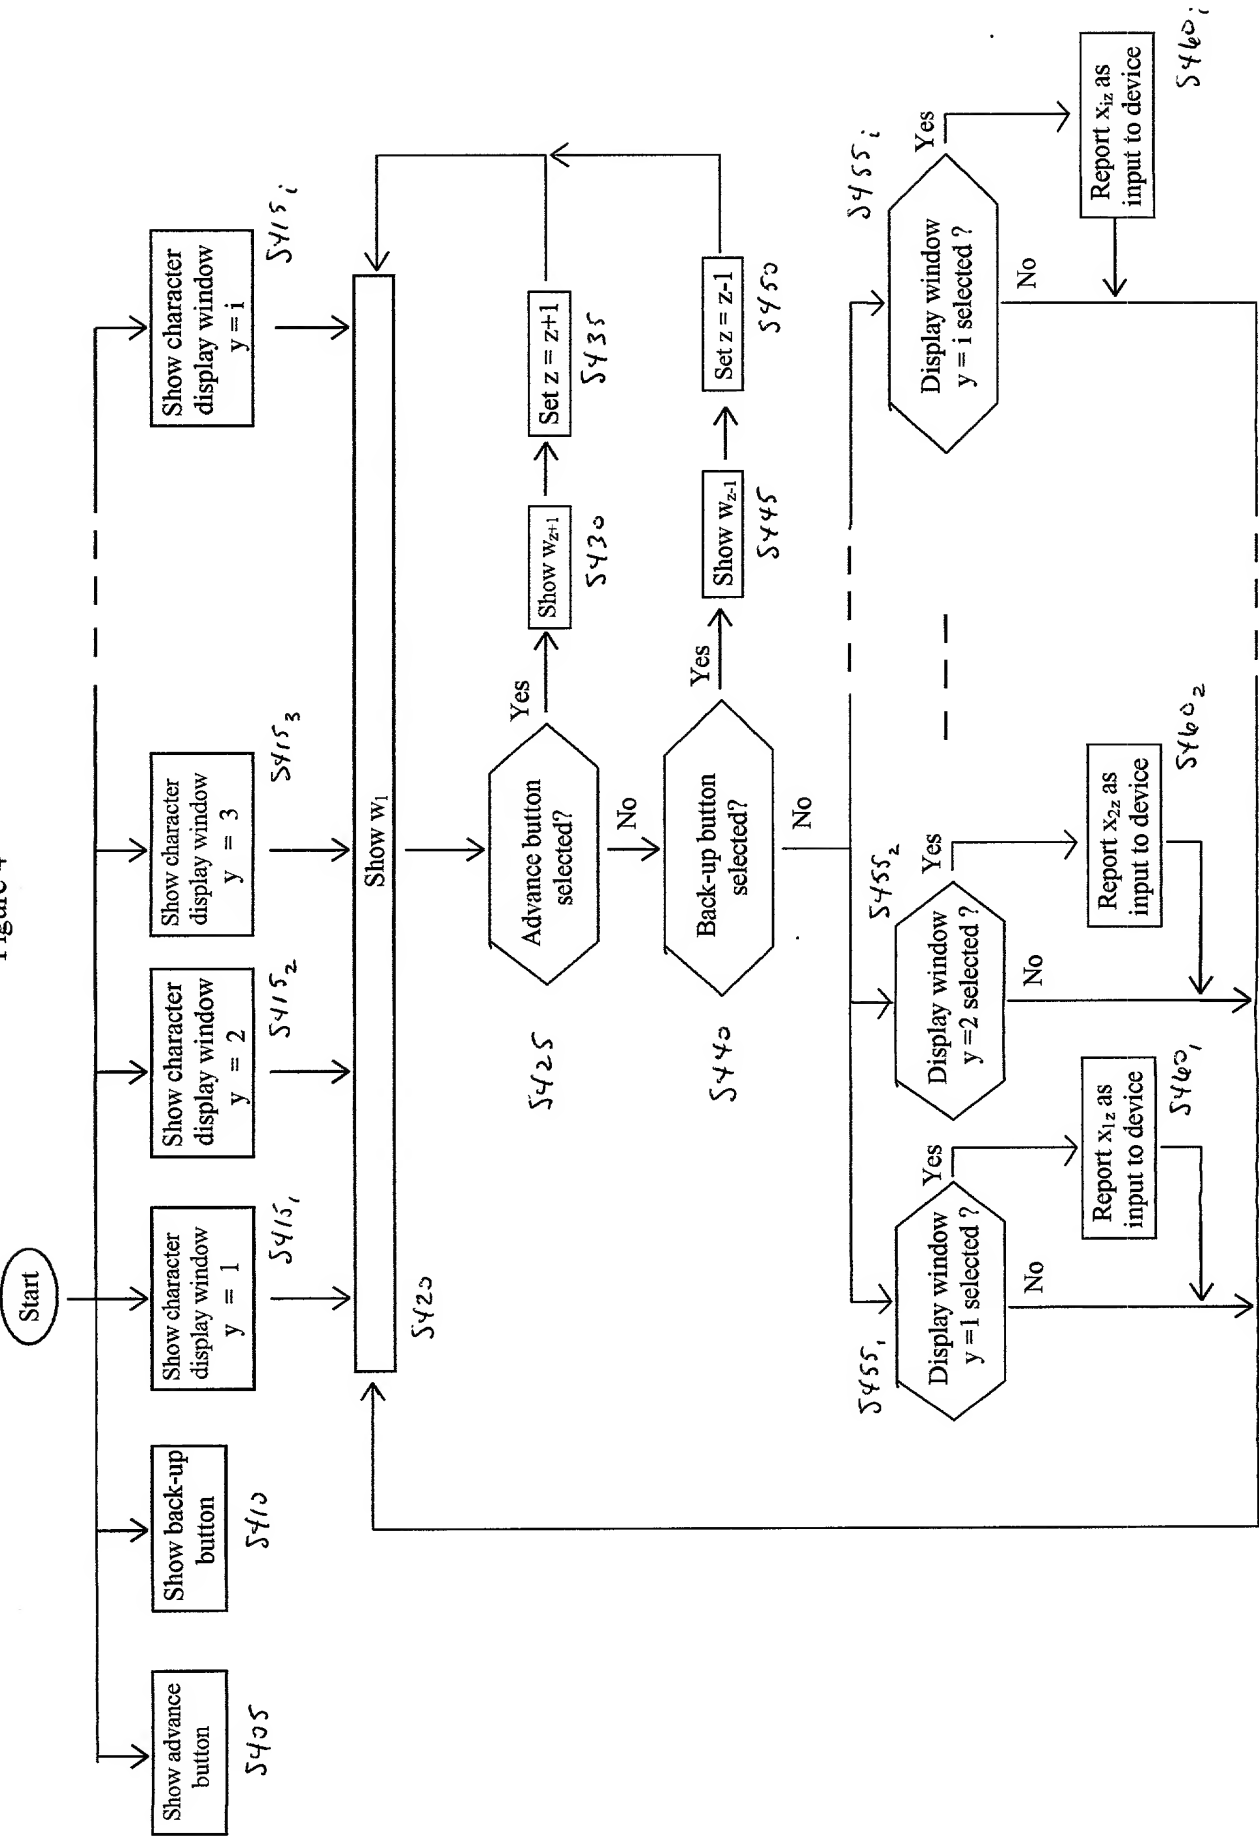 Figure 4
Start
Show advance
button
S405
Show back-up
button
S410
Show character
display window
y = 1
S415₁
Show character
display window
y = 2
S415₂
Show character
display window
y = 3
S415₃
Show character
display window
y = i
S415ᵢ
Show w₁
S420
Advance button
selected?
S425
Yes
Show w_z+1
S430
Set z = z+1
S435
No
Back-up button
selected?
S440
Yes
Show w_z-1
S445
Set z = z-1
S450
No
S455₁
Display window
y =1 selected ?
Yes
No
Report x_1z as
input to device
S460₁
S455₂
Display window
y =2 selected ?
Yes
No
Report x_2z as
input to device
S460₂
S455ᵢ
Display window
y = i selected ?
Yes
No
Report x_iz as
input to device
S460ᵢ